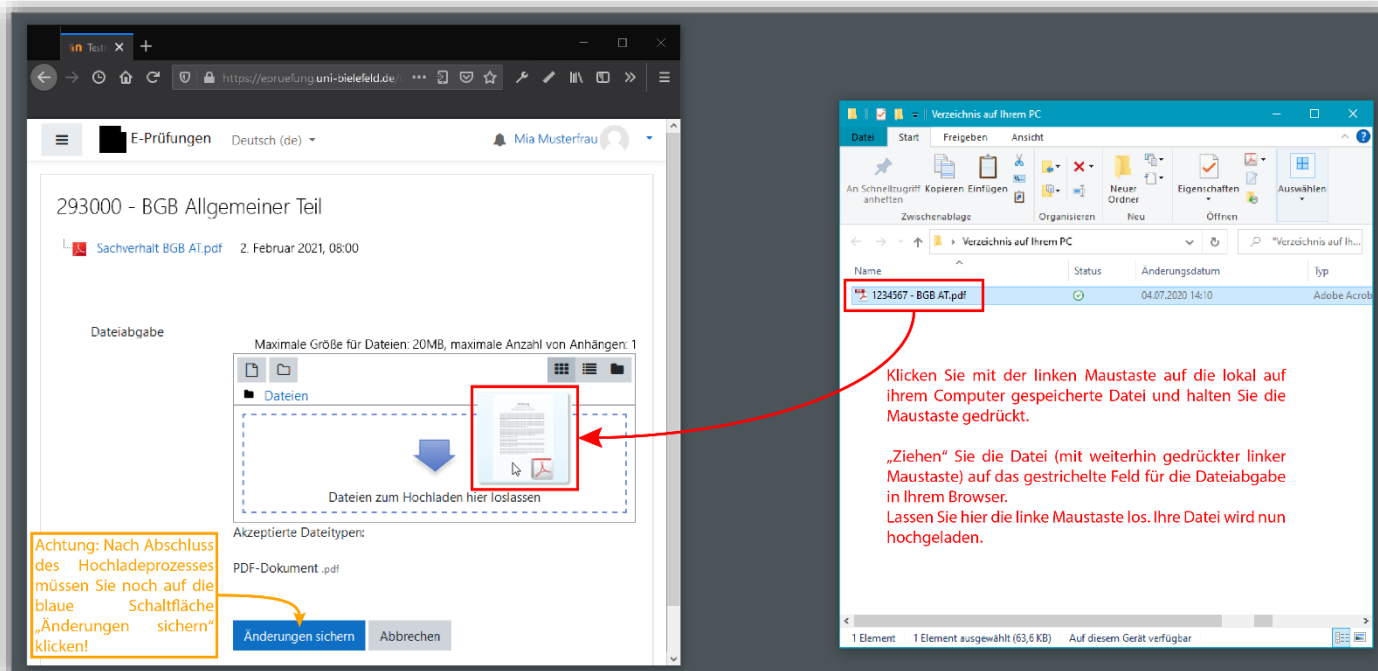 Test
https://epruefung.uni-bielefeld.de/
E-Prüfungen Deutsch (de) Mia Musterfrau
293000 - BGB Allgemeiner Teil
Sachverhalt BGB AT.pdf 2. Februar 2021, 08:00
Dateiabgabe
Maximale Größe für Dateien: 20MB, maximale Anzahl von Anhängen: 1
Dateien
Dateien zum Hochladen hier loslassen
Akzeptierte Dateitypen:
PDF-Dokument .pdf
Achtung: Nach Abschluss
des Hochladeprozesses
müssen Sie noch auf die
blaue Schaltfläche
„Änderungen sichern“
klicken!
Änderungen sichern Abbrechen
Verzeichnis auf Ihrem PC
Datei Start Freigeben Ansicht
An Schnellzugriff Kopieren Einfügen Neuer Eigenschaften Auswählen
anheften Ordner
Zwischenablage Organisieren Neu Öffnen
Verzeichnis auf Ihrem PC "Verzeichnis auf Ih...
Name Status Änderungsdatum Typ
1234567 - BGB AT.pdf 04.07.2020 14:10 Adobe Acrob
Klicken Sie mit der linken Maustaste auf die lokal auf
ihrem Computer gespeicherte Datei und halten Sie die
Maustaste gedrückt.
„Ziehen“ Sie die Datei (mit weiterhin gedrückter linker
Maustaste) auf das gestrichelte Feld für die Dateiabgabe
in Ihrem Browser.
Lassen Sie hier die linke Maustaste los. Ihre Datei wird nun
hochgeladen.
1 Element 1 Element ausgewählt (63,6 KB) Auf diesem Gerät verfügbar